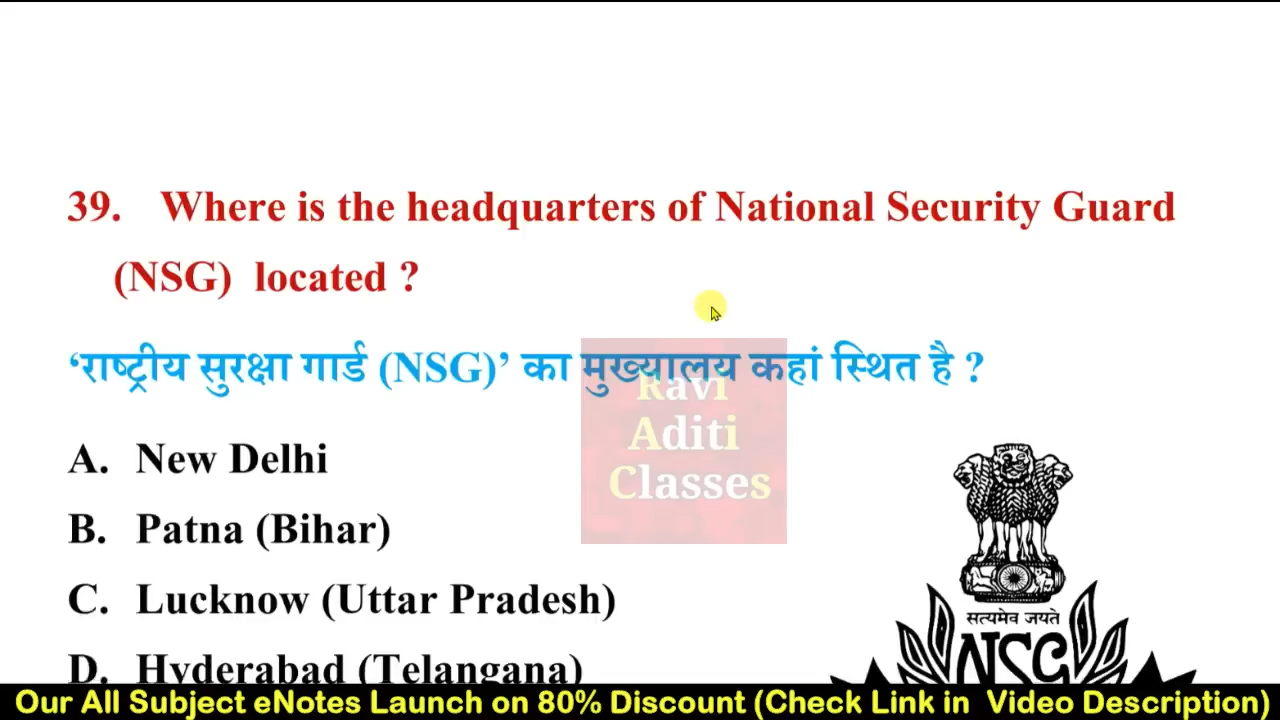 39. Where is the headquarters of National Security Guard
(NSG) located ?
‘राष्ट्रीय सुरक्षा गार्ड (NSG)’ का मुख्यालय कहां स्थित है ?
Ravi
Aditi
Classes
A. New Delhi
B. Patna (Bihar)
C. Lucknow (Uttar Pradesh)
D. Hyderabad (Telangana)
सत्यमेव जयते
NSG
Our All Subject eNotes Launch on 80% Discount (Check Link in Video Description)